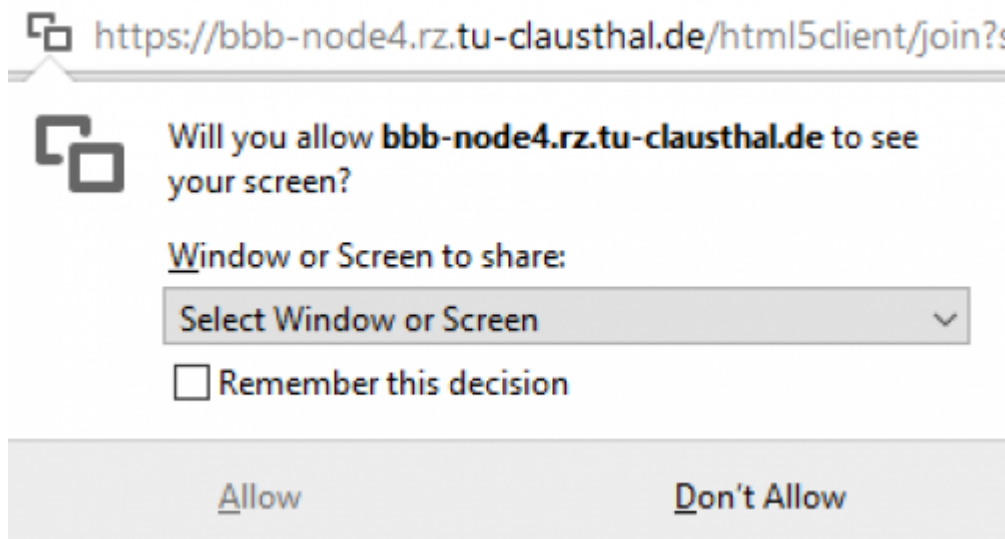 https://bbb-node4.rz.tu-clausthal.de/html5client/join?s
Will you allow bbb-node4.rz.tu-clausthal.de to see
your screen?
Window or Screen to share:
Select Window or Screen
Remember this decision
Allow Don't Allow